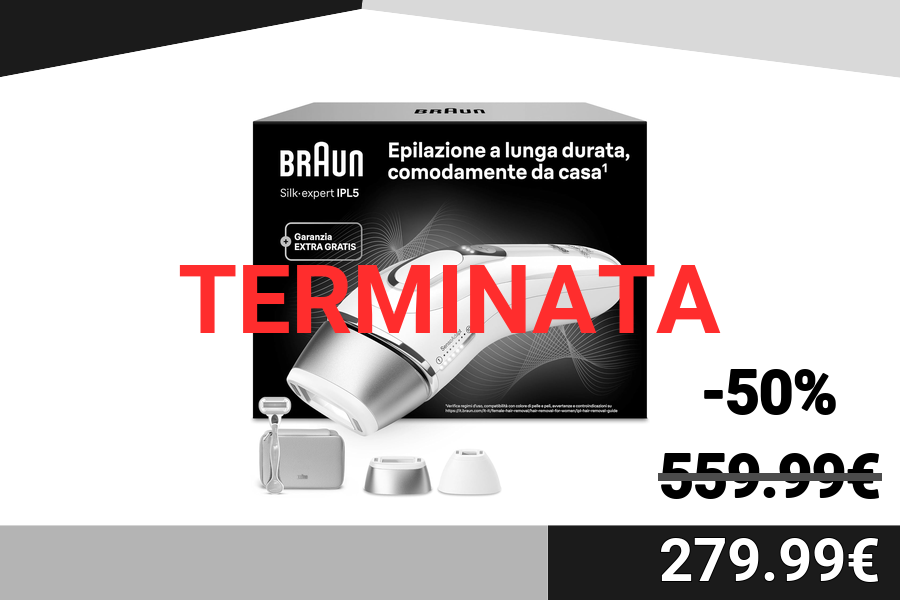 BRAUN
BRAUN
Silk·expert IPL5
Epilazione a lunga durata,
comodamente da casa¹
Garanzia
EXTRA GRATIS
TERMINATA
SensoAdapt
-50%
559.99€
279.99€